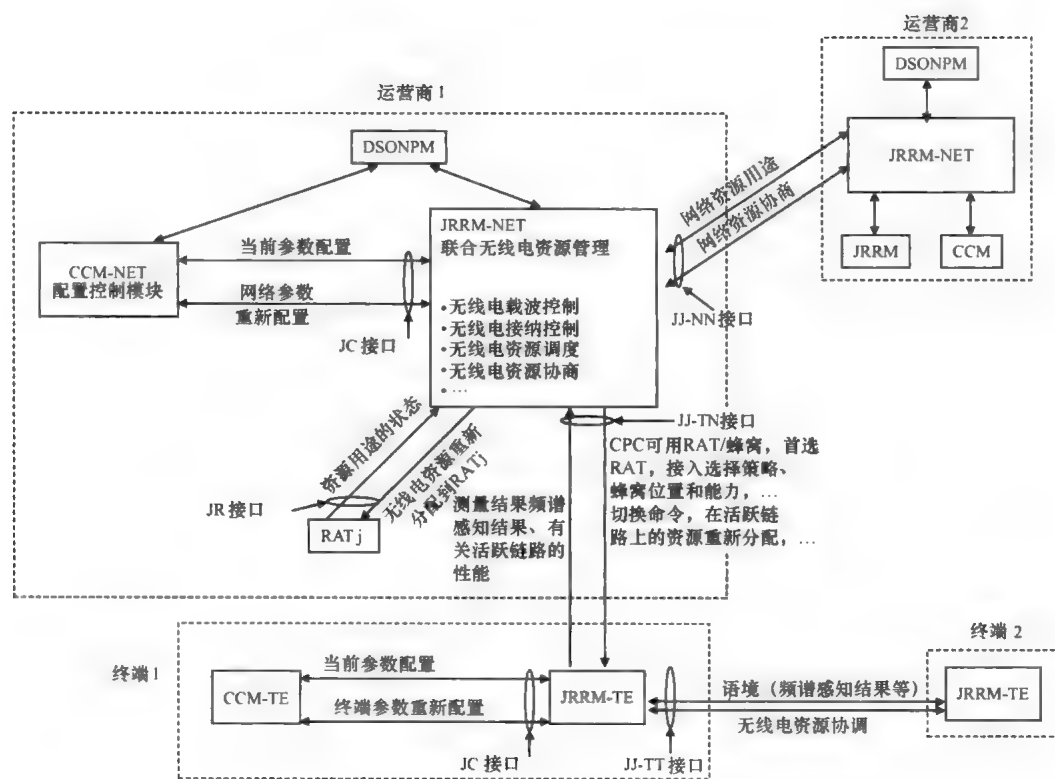 运营商2
DSONPM
JRRM-NET
JRRM
CCM
运营商1
DSONPM
JRRM-NET
联合无线电资源管理
•无线电载波控制
•无线电接纳控制
•无线电资源调度
•无线电资源协商
•…
CCM-NET
配置控制模块
当前参数配置
网络参数
重新配置
JC 接口
网络资源用途
网络资源协商
JJ-NN接口
资源用途的状态
无线电资源重新
分配到RATj
JR 接口
RATj
测量结果频谱
感知结果、有
关活跃链路的
性能
JJ-TN接口
CPC可用RAT/蜂窝，首选
RAT，接入选择策略、
蜂窝位置和能力，…
切换命令，在活跃链
路上的资源重新分配，…
终端1
CCM-TE
当前参数配置
终端参数重新配置
JRRM-TE
JC 接口
JJ-TT接口
语境（频谱感知结果等）
无线电资源协调
终端 2
JRRM-TE